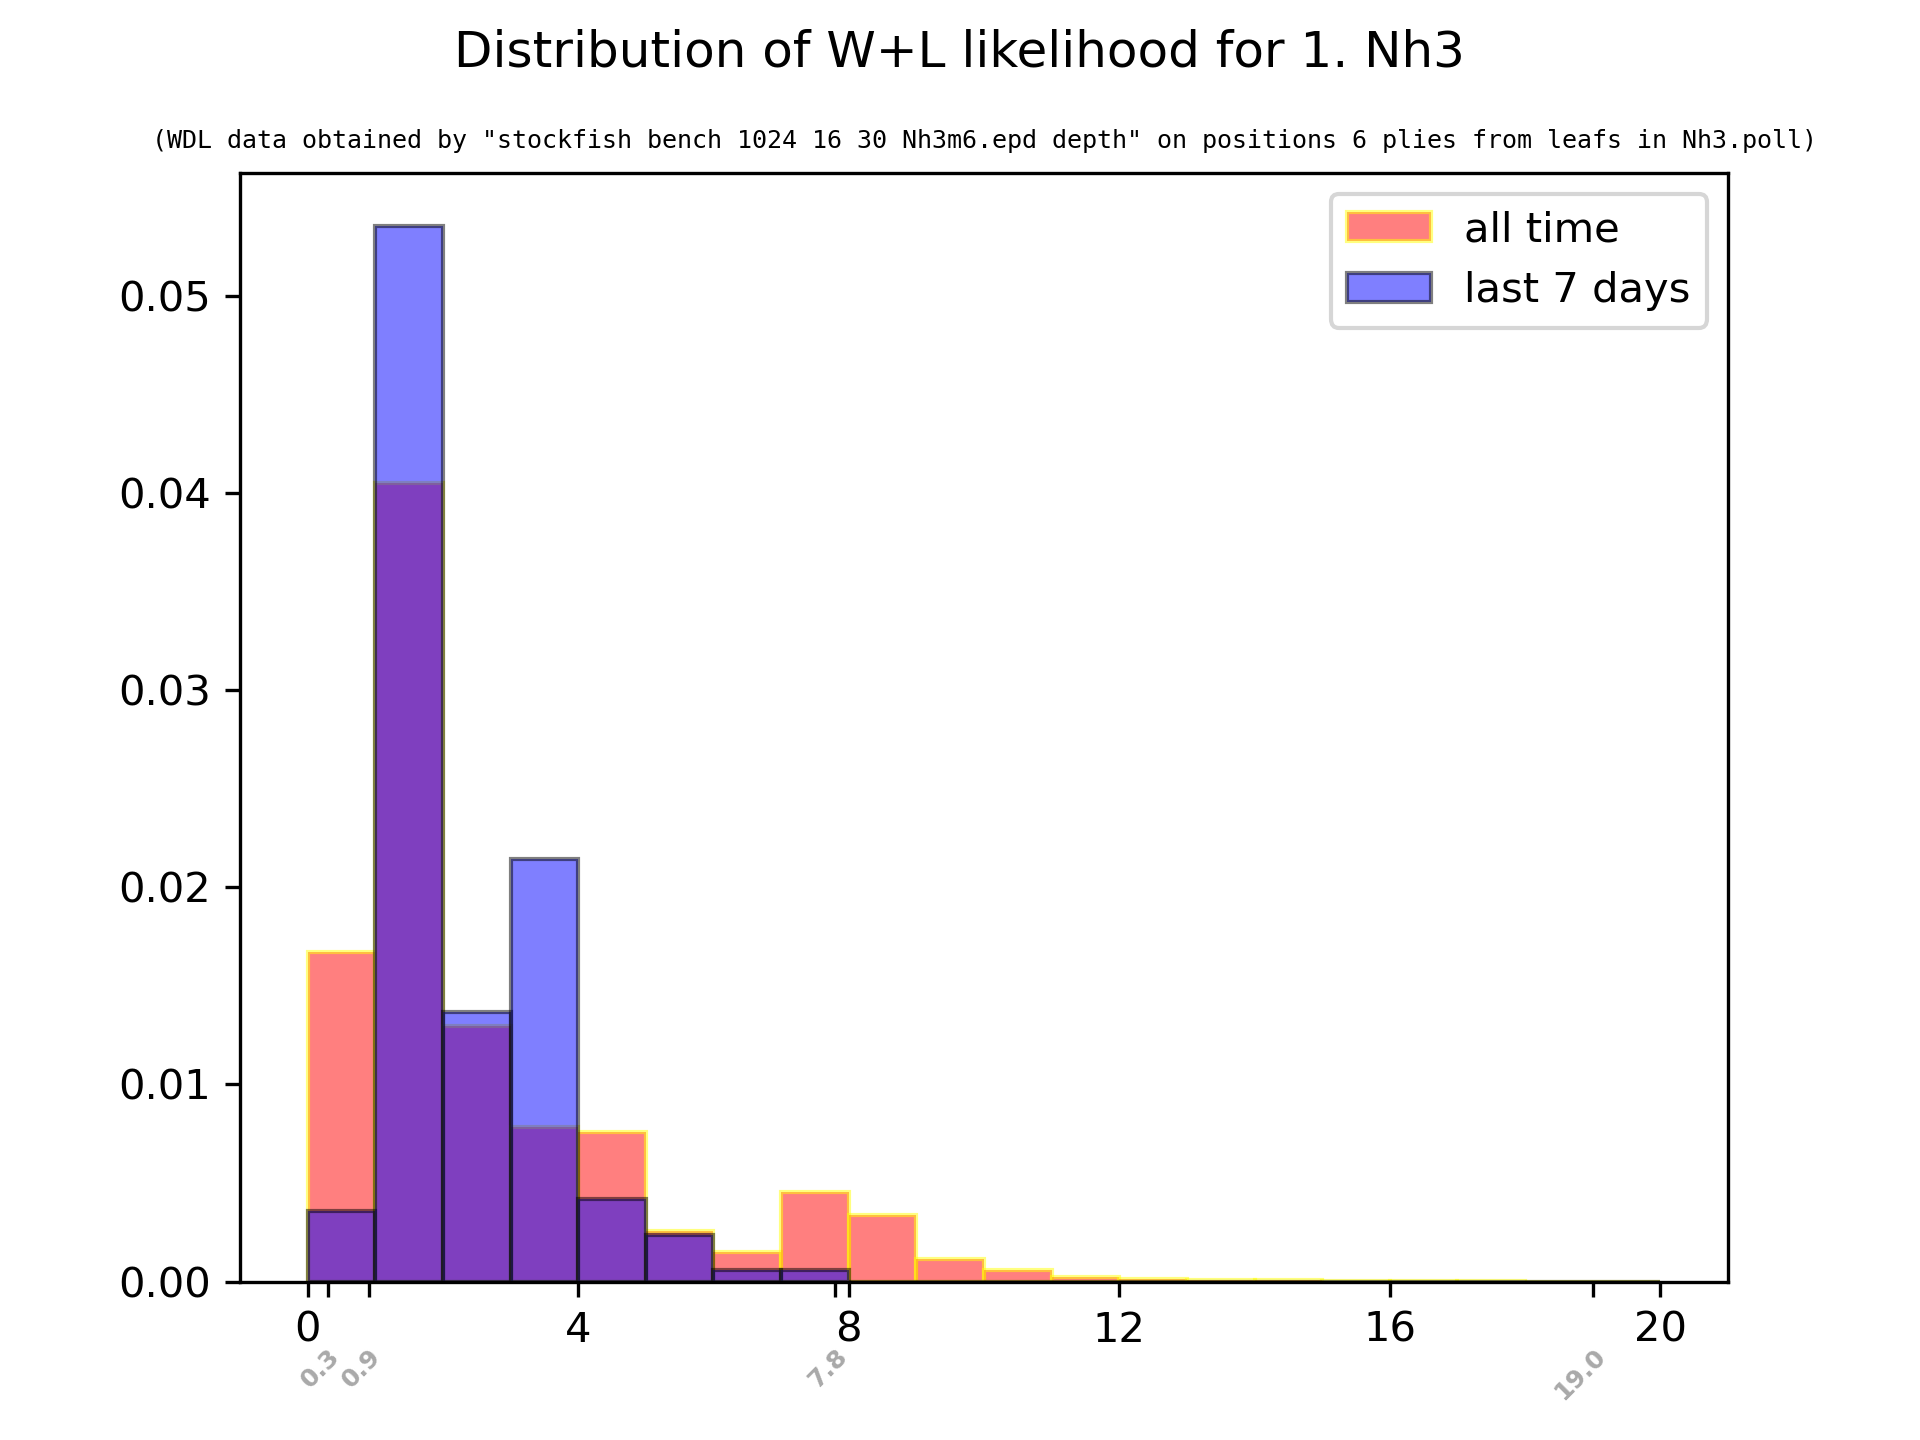 Distribution of W+L likelihood for 1. Nh3
(WDL data obtained by "stockfish bench 1024 16 30 Nh3m6.epd depth" on positions 6 plies from leafs in Nh3.poll)
all time
last 7 days
0.05
0.04
0.03
0.02
0.01
0.00
0 4 8 12 16 20
0.3 0.9 7.8 19.0